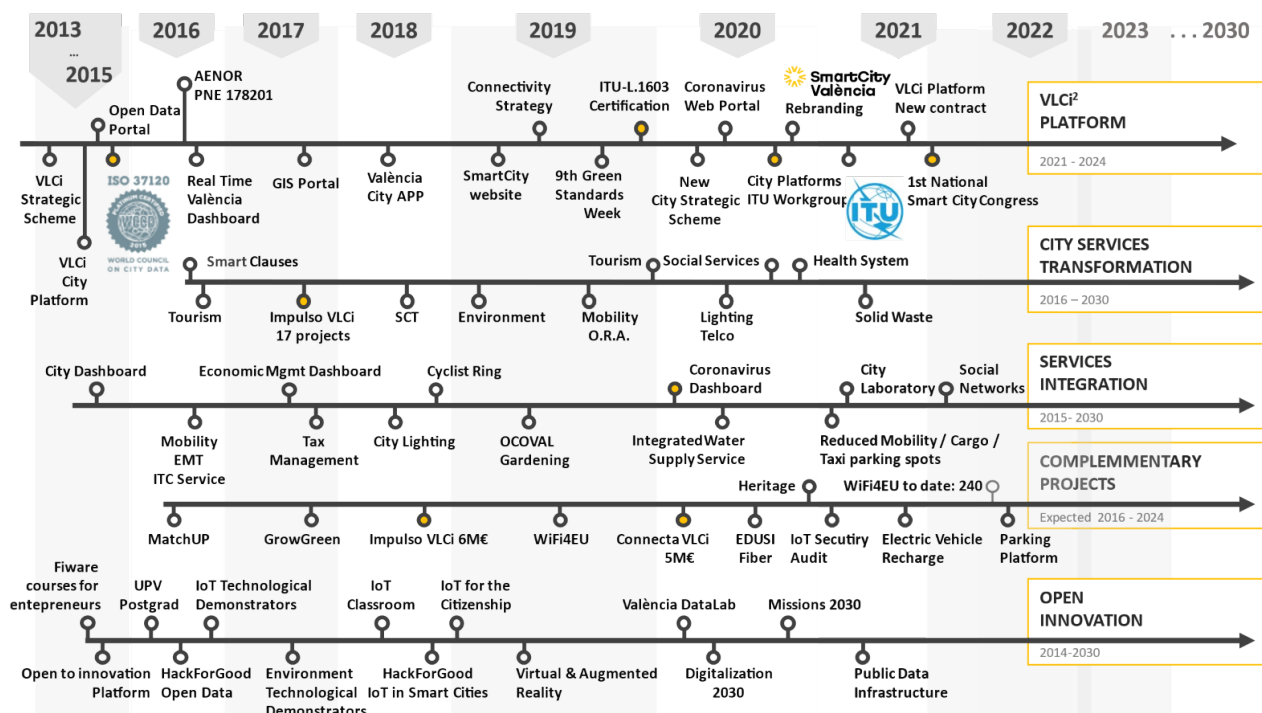 2013
...
2015
2016
2017
2018
2019
2020
2021
2022
2023
...2030
AENOR
PNE 178201
Open Data
Portal
Connectivity
Strategy
ITU-L.1603
Certification
Coronavirus
Web Portal
SmartCity
València
Rebranding
VLCi Platform
New contract
VLCi²
PLATFORM
2021 - 2024
VLCi
Strategic
Scheme
ISO 37120
WCCD
WORLD COUNCIL
ON CITY DATA
Real Time
València
Dashboard
GIS Portal
València
City APP
SmartCity
website
9th Green
Standards
Week
New
City Strategic
Scheme
City Platforms
ITU Workgroup
ITU
1st National
Smart City Congress
VLCi
City
Platform
Smart Clauses
Tourism
Social Services
Health System
CITY SERVICES
TRANSFORMATION
2016 – 2030
Tourism
Impulso VLCi
17 projects
SCT
Environment
Mobility
O.R.A.
Lighting
Telco
Solid Waste
City Dashboard
Economic Mgmt Dashboard
Cyclist Ring
Coronavirus
Dashboard
City
Laboratory
Social
Networks
SERVICES
INTEGRATION
2015- 2030
Mobility
EMT
ITC Service
Tax
Management
City Lighting
OCOVAL
Gardening
Integrated Water
Supply Service
Reduced Mobility / Cargo /
Taxi parking spots
Heritage
WiFi4EU to date: 240
COMPLEMMENTARY
PROJECTS
Expected 2016 - 2024
MatchUP
GrowGreen
Impulso VLCi 6M€
WiFi4EU
Connecta VLCi
5M€
EDUSI
Fiber
IoT Secutiry
Audit
Electric Vehicle
Recharge
Parking
Platform
Fiware
courses for
entepreneurs
UPV
Postgrad
IoT Technological
Demonstrators
IoT
Classroom
IoT for the
Citizenship
València DataLab
Missions 2030
OPEN
INNOVATION
2014-2030
Open to innovation
Platform
HackForGood
Open Data
Environment
Technological
Demonstrators
HackForGood
IoT in Smart Cities
Virtual & Augmented
Reality
Digitalization
2030
Public Data
Infrastructure